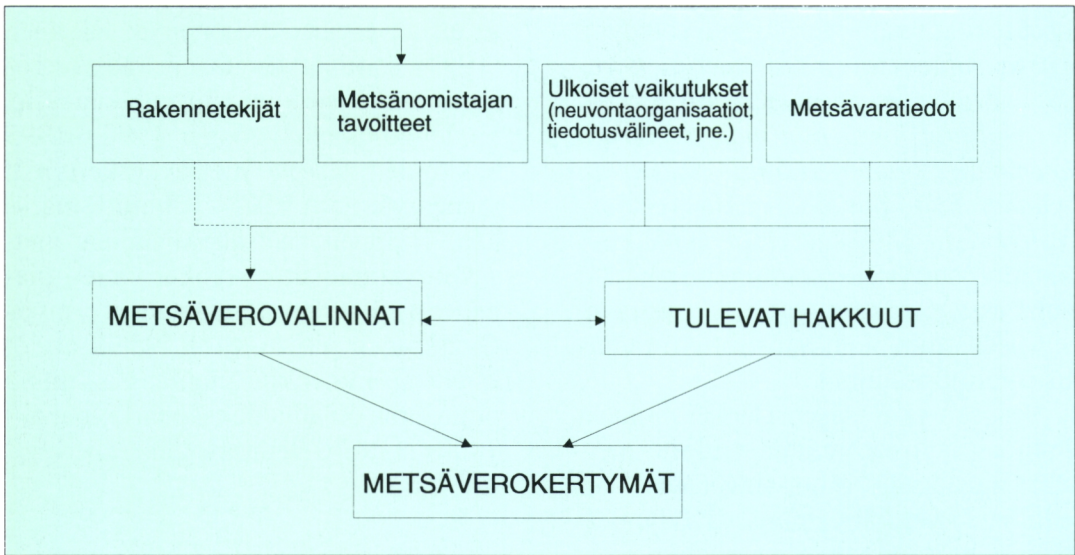 Rakennetekijät
Metsänomistajan
tavoitteet
Ulkoiset vaikutukset
(neuvontaorganisaatiot,
tiedotusvälineet, jne.)
Metsävaratiedot
METSÄVEROVALINNAT
TULEVAT HAKKUUT
METSÄVEROKERTYMÄT